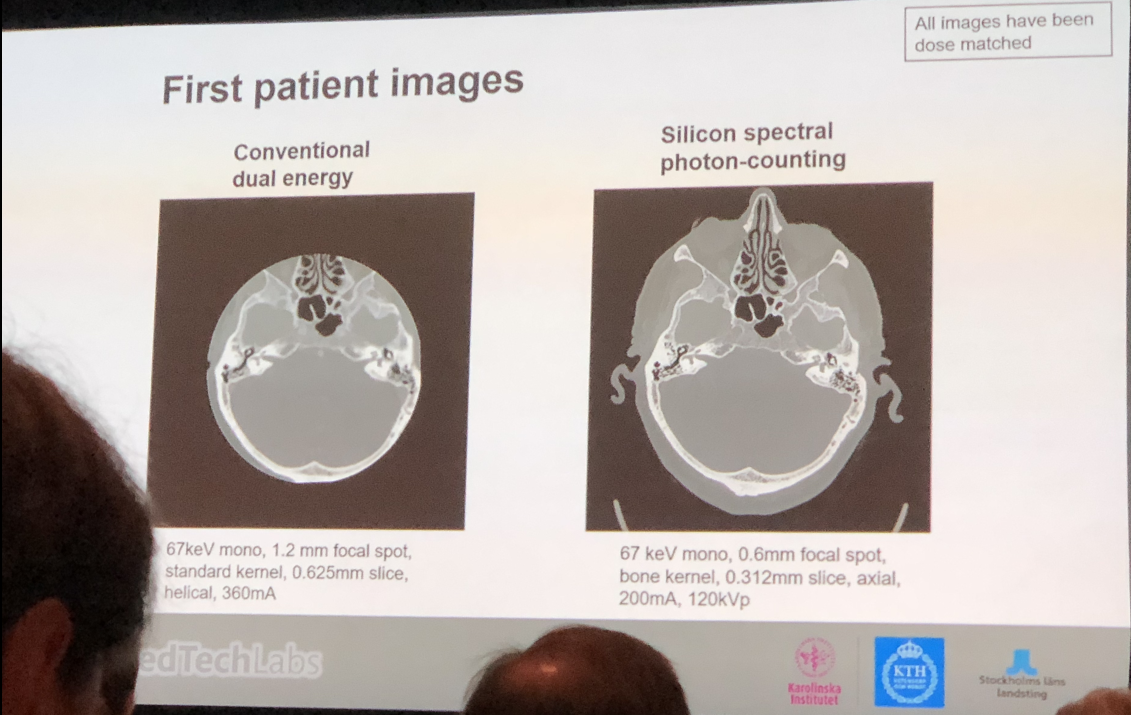 All images have been
dose matched
First patient images
Conventional
dual energy
Silicon spectral
photon-counting
67keV mono, 1.2 mm focal spot,
standard kernel, 0.625mm slice,
helical, 360mA
67 keV mono, 0.6mm focal spot,
bone kernel, 0.312mm slice, axial,
200mA, 120kVp
edTechLabs
Karolinska
Institutet
KTH
Stockholms läns
landsting